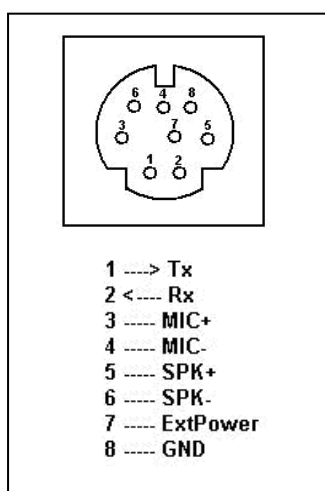 6 4 8
3 7 5
1 2
1 ----> Tx
2 <---- Rx
3 ----- MIC+
4 ----- MIC-
5 ----- SPK+
6 ----- SPK-
7 ----- ExtPower
8 ----- GND